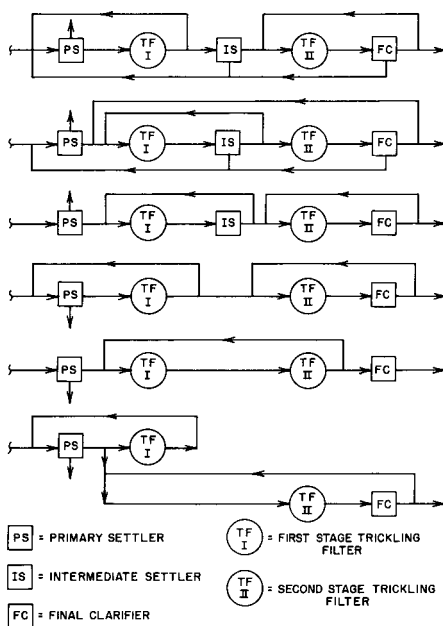 PS TF I IS TF II FC
PS TF I IS TF II FC
PS TF I IS TF II FC
PS TF I TF II FC
PS TF I TF II FC
PS TF I
TF II FC
PS = PRIMARY SETTLER
IS = INTERMEDIATE SETTLER
FC = FINAL CLARIFIER
TF I = FIRST STAGE TRICKLING
FILTER
TF II = SECOND STAGE TRICKLING
FILTER